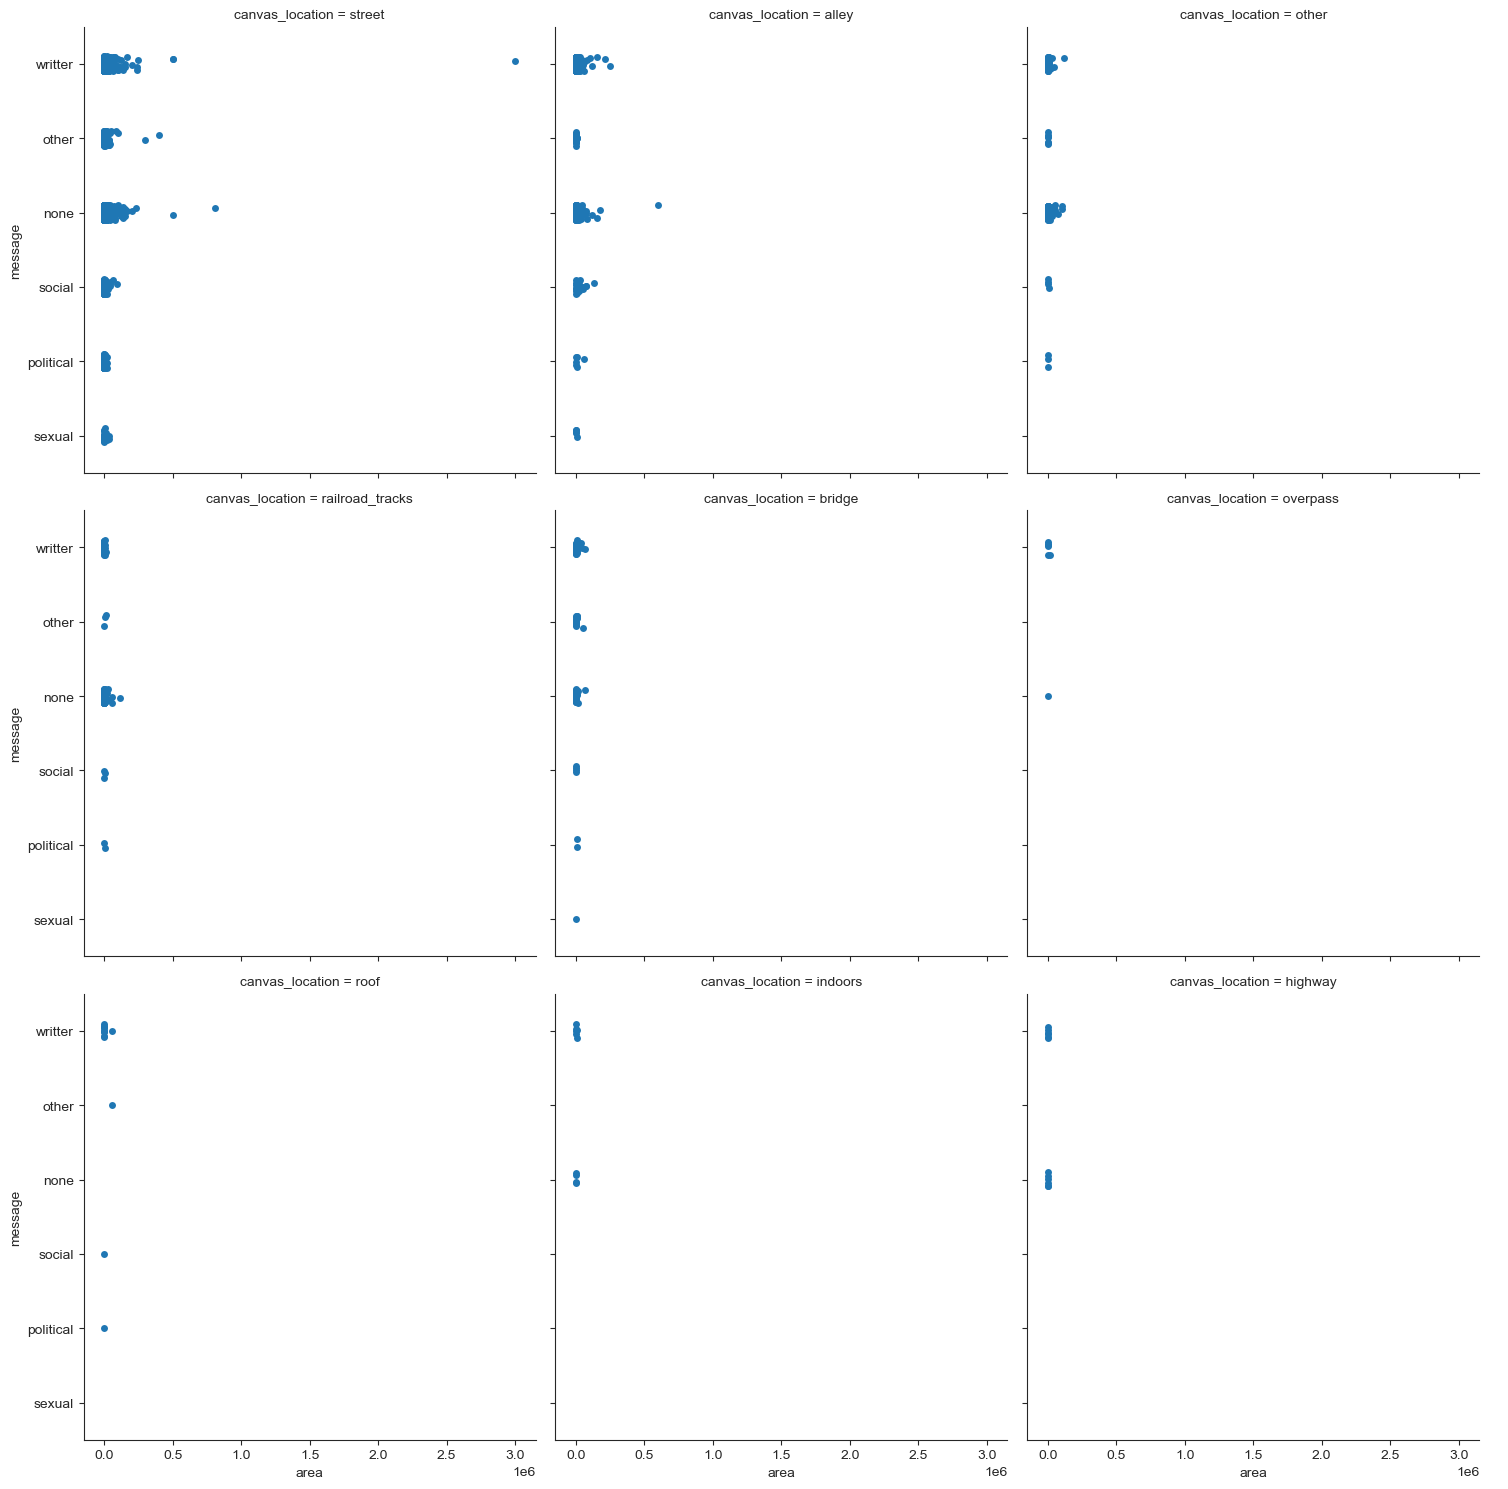 canvas_location = street
canvas_location = alley
canvas_location = other
writter
other
none
social
political
sexual
message
canvas_location = railroad_tracks
canvas_location = bridge
canvas_location = overpass
writter
other
none
social
political
sexual
message
canvas_location = roof
canvas_location = indoors
canvas_location = highway
writter
other
none
social
political
sexual
message
0.0 0.5 1.0 1.5 2.0 2.5 3.0
0.0 0.5 1.0 1.5 2.0 2.5 3.0
0.0 0.5 1.0 1.5 2.0 2.5 3.0
area 1e6
area 1e6
area 1e6